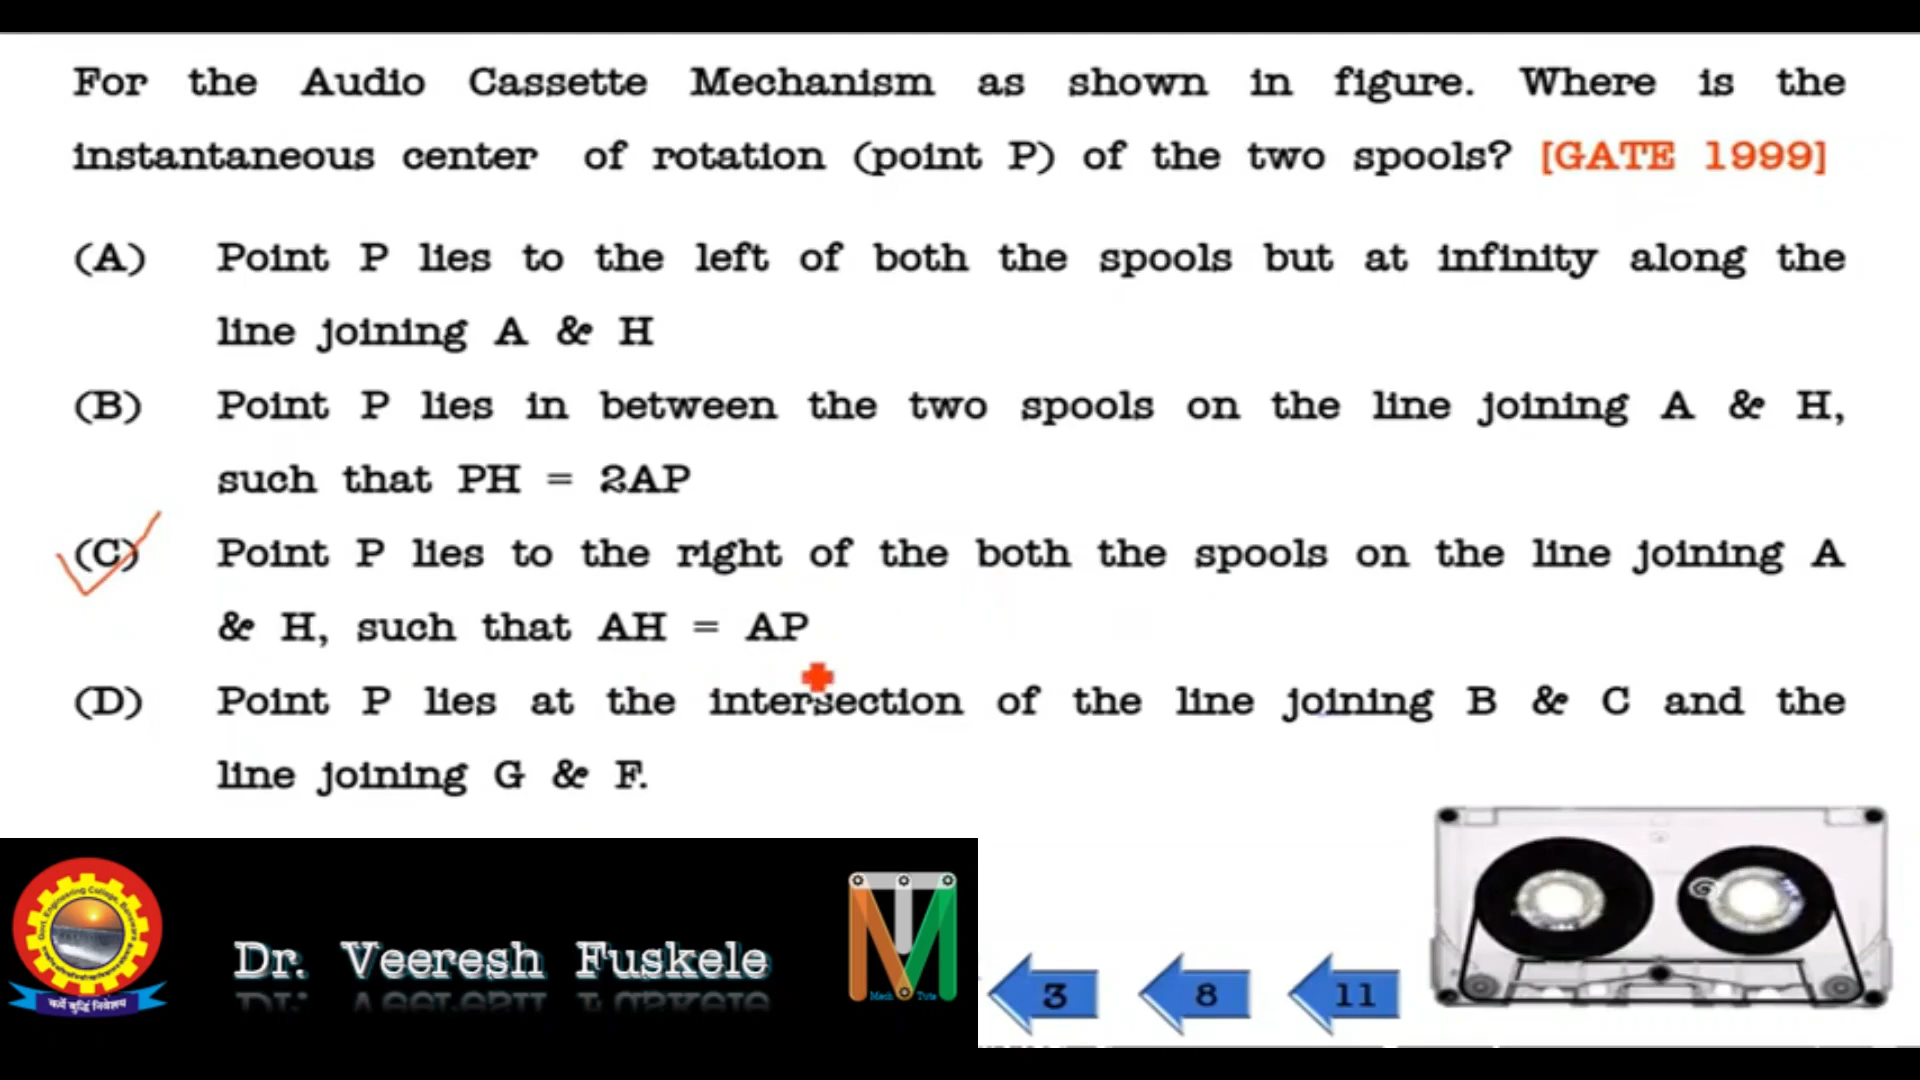 For the Audio Cassette Mechanism as shown in figure. Where is the
instantaneous center of rotation (point P) of the two spools? [GATE 1999]
(A) Point P lies to the left of both the spools but at infinity along the
line joining A & H
(B) Point P lies in between the two spools on the line joining A & H,
such that PH = 2AP
(C) Point P lies to the right of the both the spools on the line joining A
& H, such that AH = AP
(D) Point P lies at the intersection of the line joining B & C and the
line joining G & F.
Dr. Veeresh Fuskele
Mech Tute
3 8 11